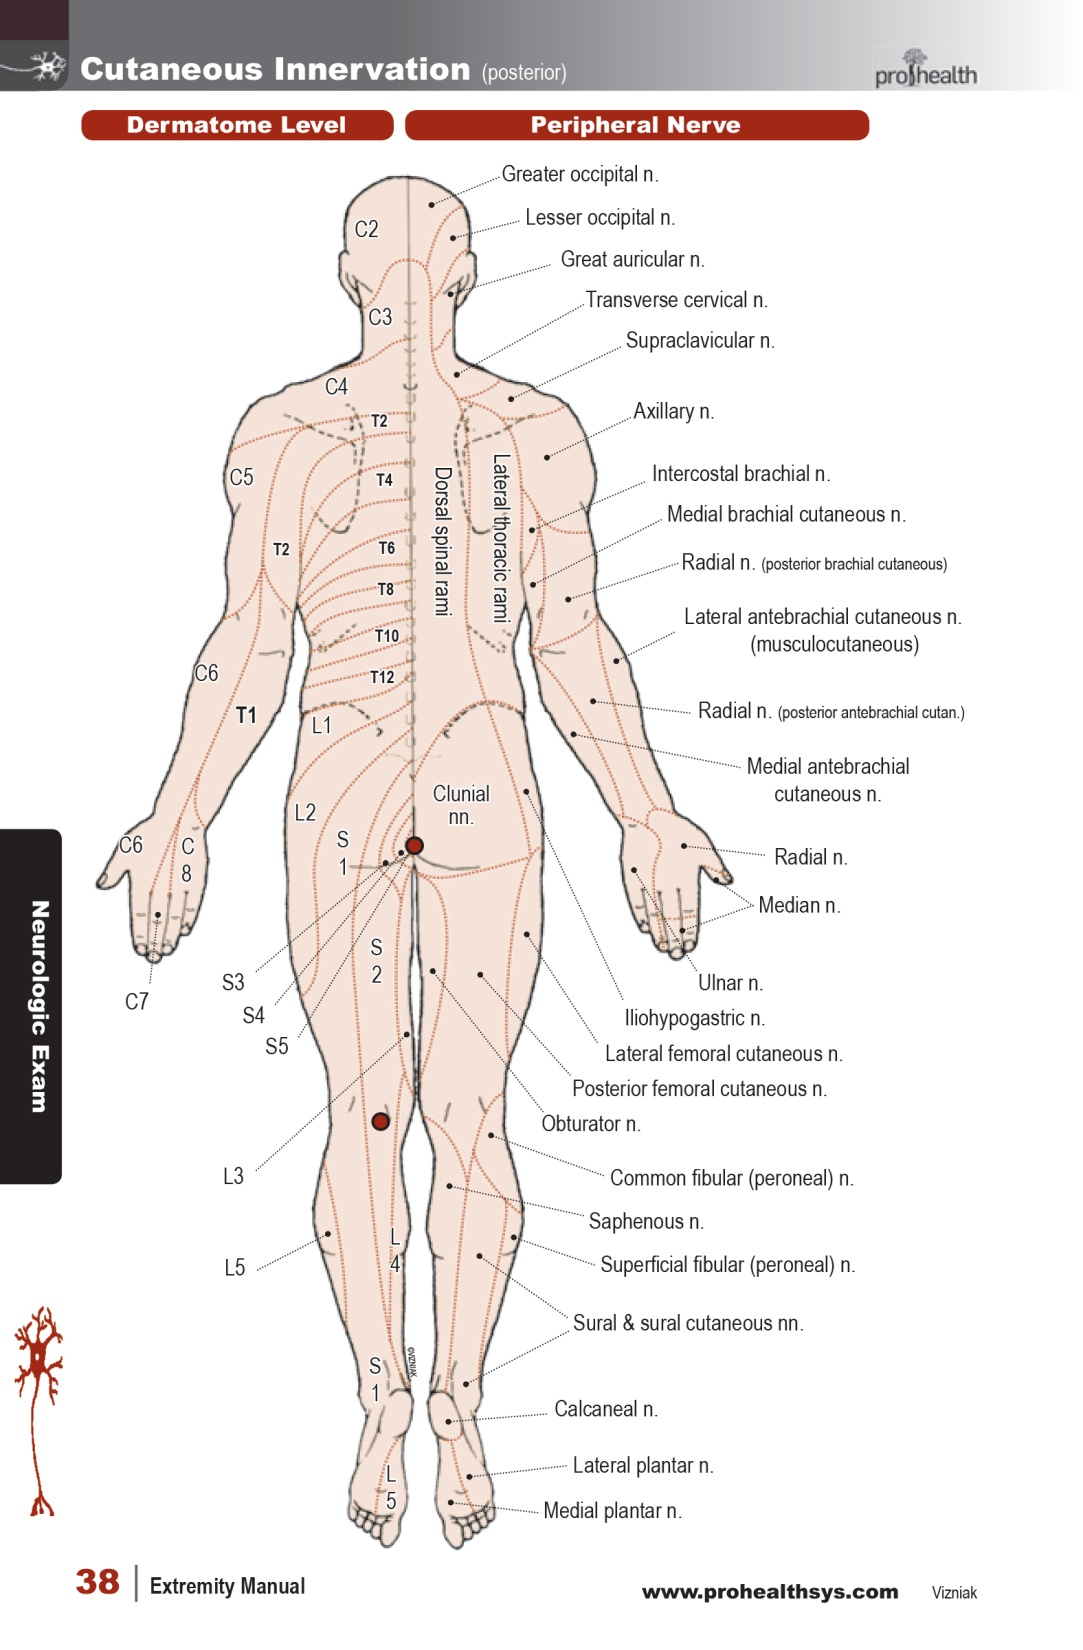 Cutaneous Innervation (posterior)
prohealth
Dermatome Level
Peripheral Nerve
Greater occipital n.
Lesser occipital n.
C2
Great auricular n.
Transverse cervical n.
C3
Supraclavicular n.
C4
Axillary n.
T2
C5
T4
Dorsal spinal rami
Lateral thoracic rami
Intercostal brachial n.
Medial brachial cutaneous n.
T2
T6
Radial n. (posterior brachial cutaneous)
T8
Lateral antebrachial cutaneous n.
(musculocutaneous)
T10
C6
T12
T1
L1
Radial n. (posterior antebrachial cutan.)
Medial antebrachial
cutaneous n.
Clunial
nn.
L2
C6
C
8
S
1
Radial n.
Median n.
Neurologic Exam
S
2
S3
Ulnar n.
C7
S4
Iliohypogastric n.
S5
Lateral femoral cutaneous n.
Posterior femoral cutaneous n.
Obturator n.
L3
Common fibular (peroneal) n.
Saphenous n.
L
4
L5
Superficial fibular (peroneal) n.
Sural & sural cutaneous nn.
©VIZNIAK
S
1
Calcaneal n.
L
5
Lateral plantar n.
Medial plantar n.
38 Extremity Manual
www.prohealthsys.com Vizniak